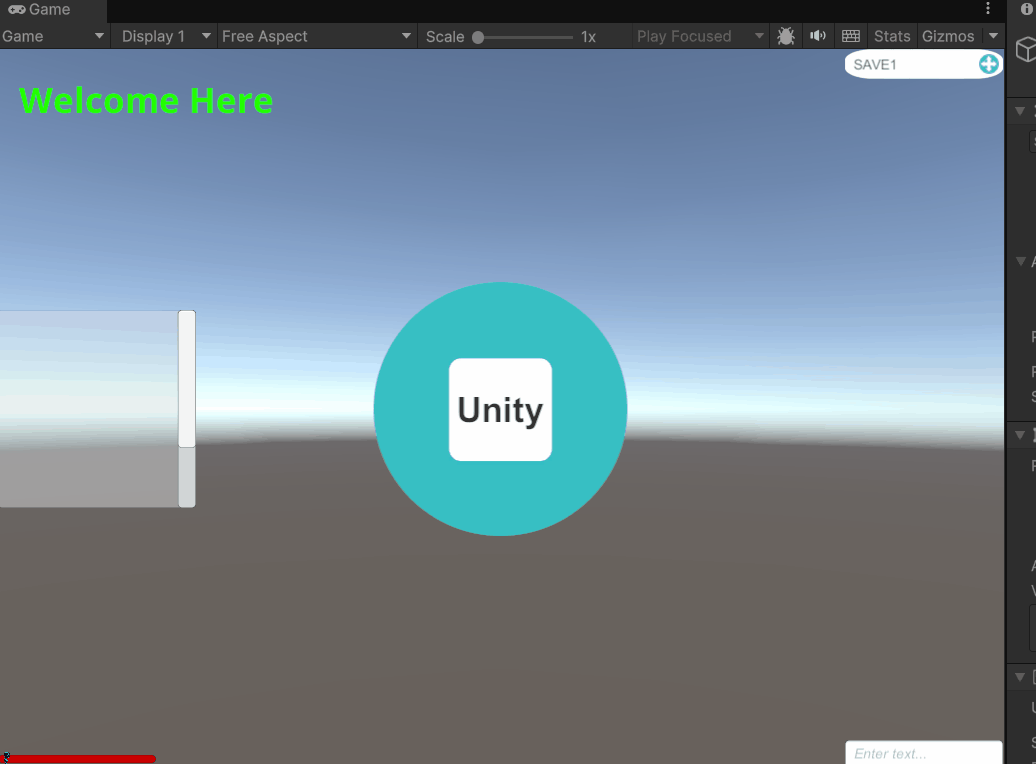 Game
Game Display 1 Free Aspect Scale 1x Play Focused Stats Gizmos
SAVE1
Welcome Here
Unity
Enter text...